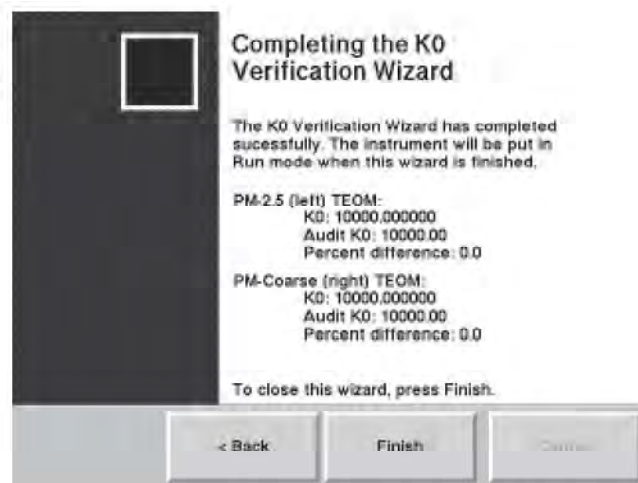 Completing the K0
Verification Wizard
The K0 Verification Wizard has completed
sucessfully. The instrument will be put in
Run mode when this wizard is finished.
PM-2.5 (left) TEOM:
K0: 10000.000000
Audit K0: 10000.00
Percent difference: 0.0
PM-Coarse (right) TEOM:
K0: 10000.000000
Audit K0: 10000.00
Percent difference: 0.0
To close this wizard, press Finish.
< Back
Finish
Cancel